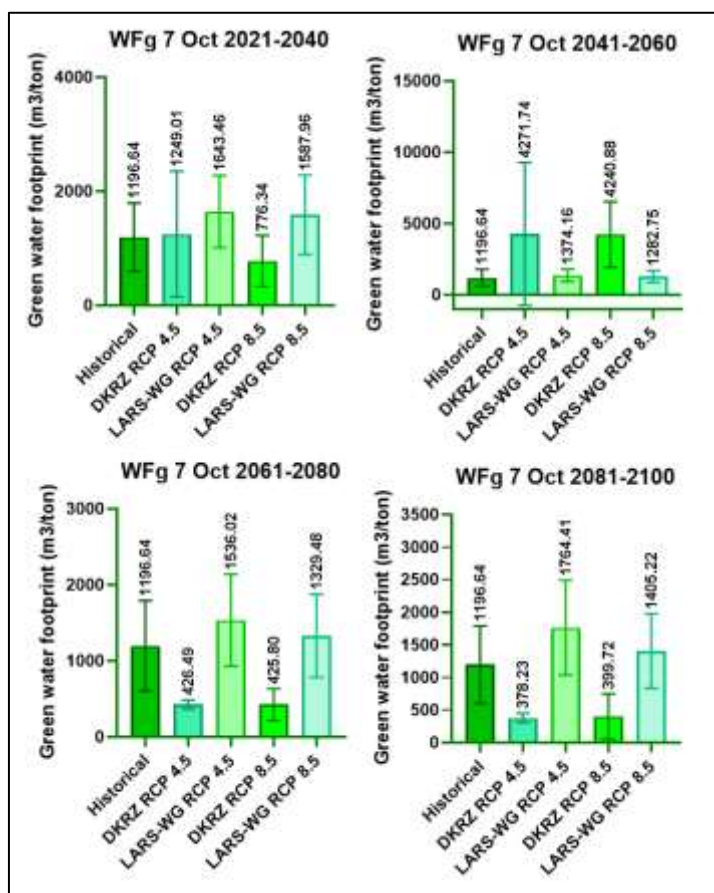 WFg 7 Oct 2021-2040
Green water footprint (m3/ton)
4000
2000
0
1196.64
1249.01
1643.46
776.34
1587.96
Historical
DKRZ RCP 4.5
LARS-WG RCP 4.5
DKRZ RCP 8.5
LARS-WG RCP 8.5
WFg 7 Oct 2041-2060
Green water footprint (m3/ton)
15000
10000
5000
0
1196.64
4271.74
1374.16
4240.88
1282.75
Historical
DKRZ RCP 4.5
LARS-WG RCP 4.5
DKRZ RCP 8.5
LARS-WG RCP 8.5
WFg 7 Oct 2061-2080
Green water footprint (m3/ton)
3000
2000
1000
0
1196.64
426.49
1536.02
425.80
1329.48
Historical
DKRZ RCP 4.5
LARS-WG RCP 4.5
DKRZ RCP 8.5
LARS-WG RCP 8.5
WFg 7 Oct 2081-2100
Green water footprint (m3/ton)
3500
3000
2500
2000
1500
1000
500
0
1196.64
378.23
1764.41
399.72
1405.22
Historical
DKRZ RCP 4.5
LARS-WG RCP 4.5
DKRZ RCP 8.5
LARS-WG RCP 8.5